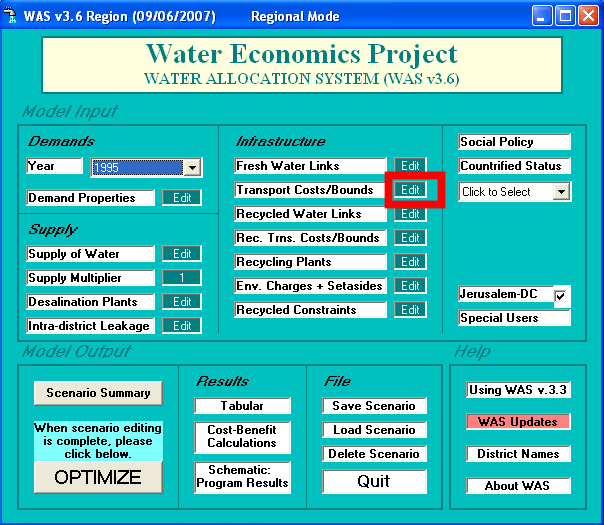 WAS v3.6 Region (09/06/2007) Regional Mode
Water Economics Project
WATER ALLOCATION SYSTEM (WAS v3.6)
Model Input
Demands
Year 1995
Demand Properties Edit
Supply
Supply of Water Edit
Supply Multiplier 1
Desalination Plants Edit
Intra-district Leakage Edit
Infrastructure
Fresh Water Links Edit
Transport Costs/Bounds Edit
Recycled Water Links Edit
Rec. Trns. Costs/Bounds Edit
Recycling Plants Edit
Env. Charges + Setasides Edit
Recycled Constraints Edit
Social Policy
Countrified Status
Click to Select
Jerusalem-DC
Special Users
Model Output
Scenario Summary
When scenario editing
is complete, please
click below.
OPTIMIZE
Results
Tabular
Cost-Benefit
Calculations
Schematic:
Program Results
File
Save Scenario
Load Scenario
Delete Scenario
Quit
Help
Using WAS v.3.3
WAS Updates
District Names
About WAS